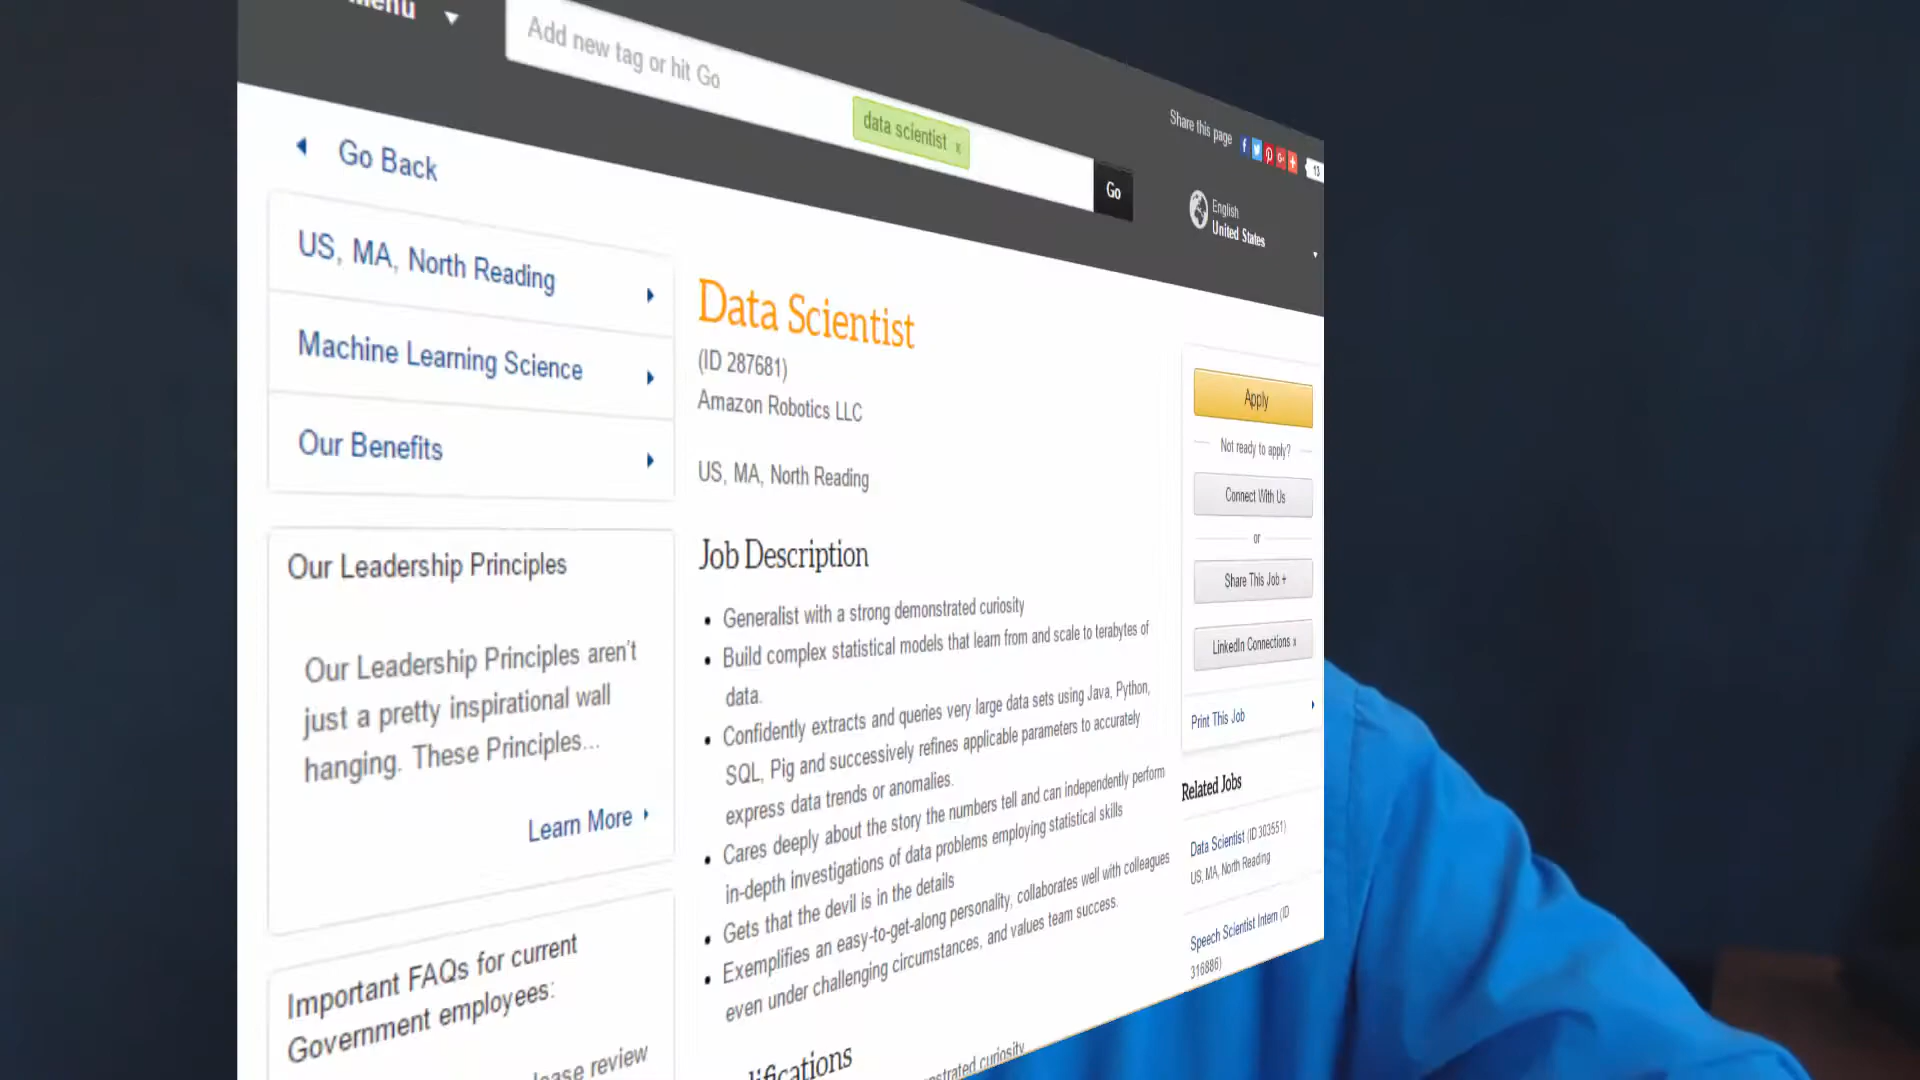 Menu
Add new tag or hit Go
data scientist x
Go
Share this page
13
English
United States
Go Back
US, MA, North Reading
Machine Learning Science
Our Benefits
Our Leadership Principles
Our Leadership Principles aren't
just a pretty inspirational wall
hanging. These Principles...
Learn More
Important FAQs for current
Government employees:
review
Data Scientist
(ID 287681)
Amazon Robotics LLC
US, MA, North Reading
Job Description
Generalist with a strong demonstrated curiosity
Build complex statistical models that learn from and scale to terabytes of
data.
Confidently extracts and queries very large data sets using Java, Python,
SQL, Pig and successively refines applicable parameters to accurately
express data trends or anomalies.
Cares deeply about the story the numbers tell and can independently perform
in-depth investigations of data problems employing statistical skills
Gets that the devil is in the details
Exemplifies an easy-to-get-along personality, collaborates well with colleagues
even under challenging circumstances, and values team success.
curiosity
Apply
Not ready to apply?
Connect With Us
or
Share This Job +
LinkedIn Connections »
Print This Job
Related Jobs
Data Scientist (ID 303551)
US, MA, North Reading
Speech Scientist Intern (ID
316886)